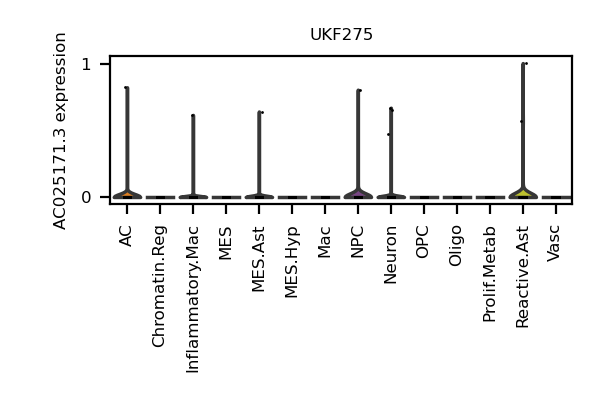 UKF275
AC025171.3 expression
1
0
AC
Chromatin.Reg
Inflammatory.Mac
MES
MES.Ast
MES.Hyp
Mac
NPC
Neuron
OPC
Oligo
Prolif.Metab
Reactive.Ast
Vasc